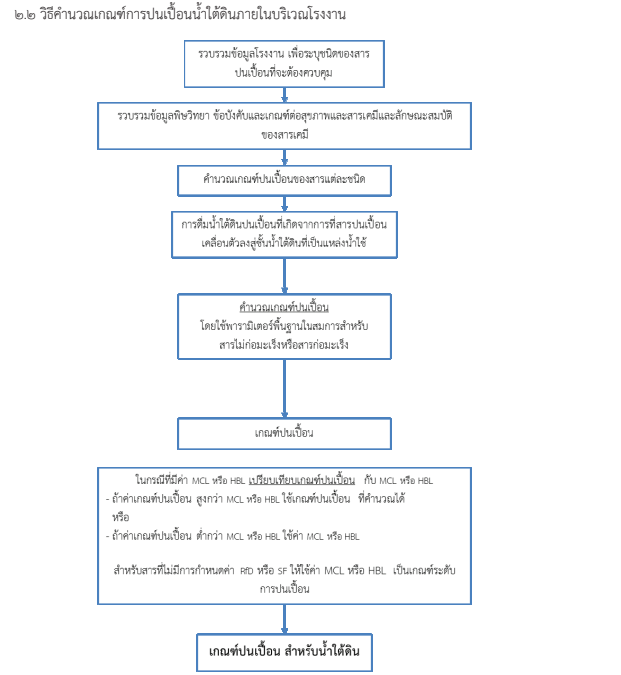 ๒.๒ วิธีคำนวณเกณฑ์การปนเปื้อนน้ำใต้ดินภายในบริเวณโรงงาน
รวบรวมข้อมูลโรงงาน เพื่อระบุชนิดของสาร
ปนเปื้อนที่จะต้องควบคุม
รวบรวมข้อมูลพิษวิทยา ข้อบังคับและเกณฑ์ต่อสุขภาพและสารเคมีและลักษณะสมบัติ
ของสารเคมี
คำนวณเกณฑ์ปนเปื้อนของสารแต่ละชนิด
การดื่มน้ำใต้ดินปนเปื้อนที่เกิดจากการที่สารปนเปื้อน
เคลื่อนตัวลงสู่ชั้นน้ำใต้ดินที่เป็นแหล่งน้ำใช้
คำนวณเกณฑ์ปนเปื้อน
โดยใช้พารามิเตอร์พื้นฐานในสมการสำหรับ
สารไม่ก่อมะเร็งหรือสารก่อมะเร็ง
เกณฑ์ปนเปื้อน
ในกรณีที่มีค่า MCL หรือ HBL เปรียบเทียบเกณฑ์ปนเปื้อน กับ MCL หรือ HBL
- ถ้าค่าเกณฑ์ปนเปื้อน สูงกว่า MCL หรือ HBL ใช้เกณฑ์ปนเปื้อน ที่คำนวณได้
หรือ
- ถ้าค่าเกณฑ์ปนเปื้อน ต่ำกว่า MCL หรือ HBL ใช้ค่า MCL หรือ HBL
สำหรับสารที่ไม่มีการกำหนดค่า RfD หรือ SF ให้ใช้ค่า MCL หรือ HBL เป็นเกณฑ์ระดับ
การปนเปื้อน
เกณฑ์ปนเปื้อน สำหรับน้ำใต้ดิน